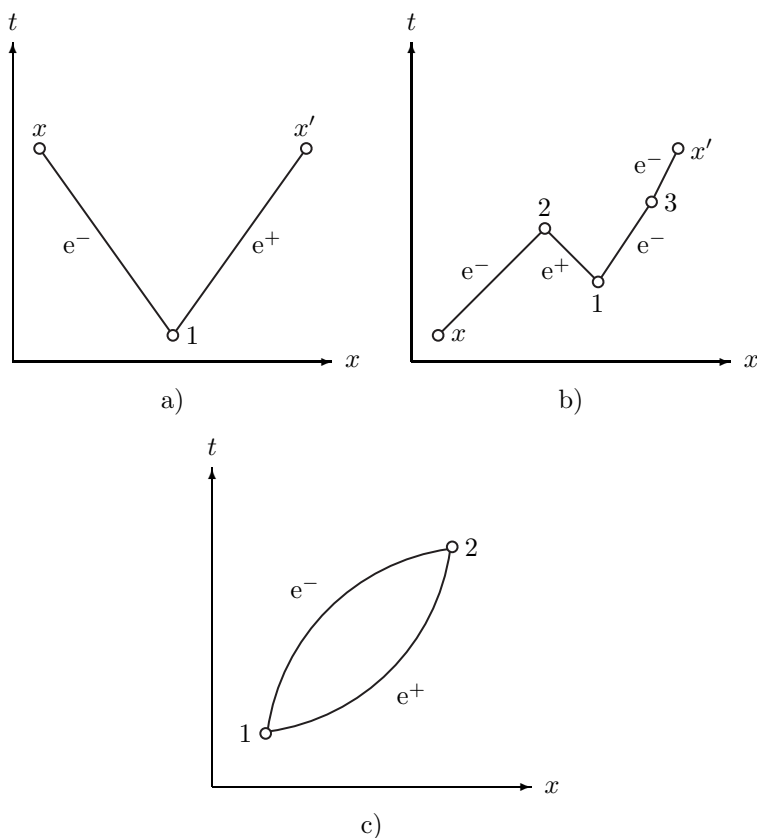 t t
x x′ e⁻ x′
2 3
e⁻ e⁺ e⁻ e⁺ e⁻
1 1
x x
x
a) b)
t
2
e⁻
e⁺
1
x
c)